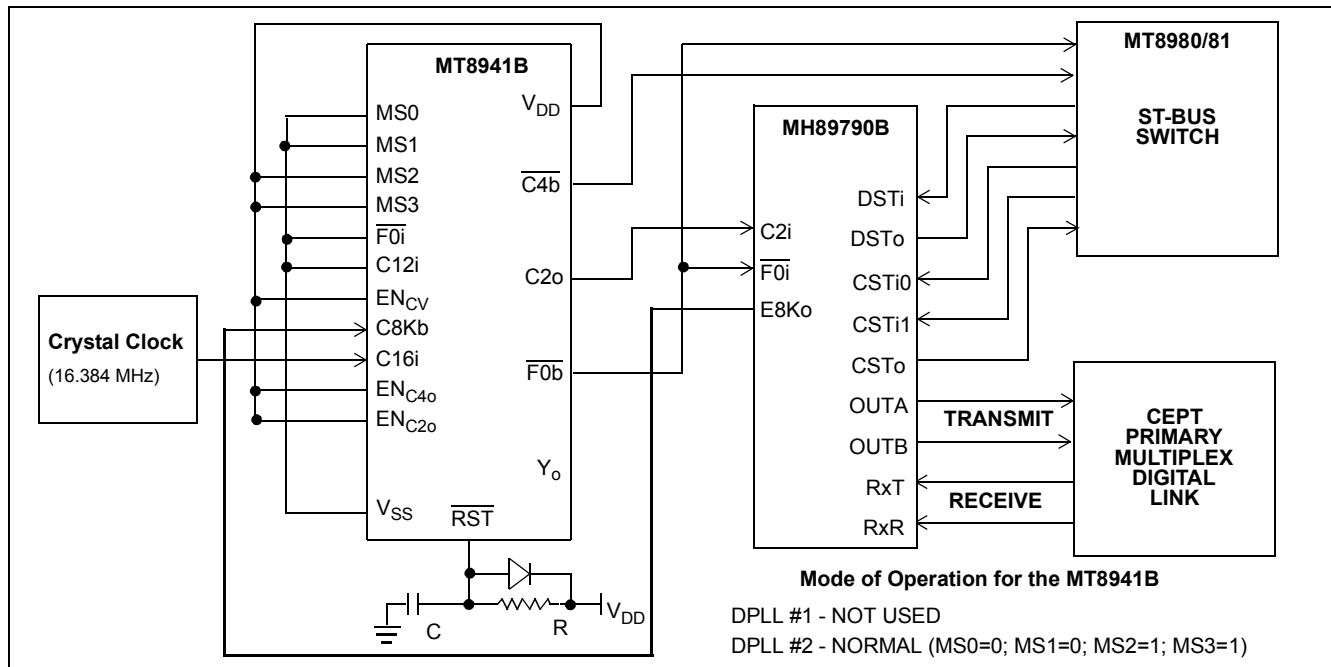 MT8941B
MS0
MS1
MS2
MS3
F0i
C12i
ENCV
C8Kb
C16i
ENC4o
ENC2o
VSS
VDD
C4b
C2o
F0b
Yo
RST
Crystal Clock
(16.384 MHz)
C
R
VDD
MH89790B
C2i
F0i
E8Ko
DSTi
DSTo
CSTi0
CSTi1
CSTo
OUTA
OUTB
RxT
RxR
MT8980/81
ST-BUS
SWITCH
TRANSMIT
RECEIVE
CEPT
PRIMARY
MULTIPLEX
DIGITAL
LINK
Mode of Operation for the MT8941B
DPLL #1 - NOT USED
DPLL #2 - NORMAL (MS0=0; MS1=0; MS2=1; MS3=1)